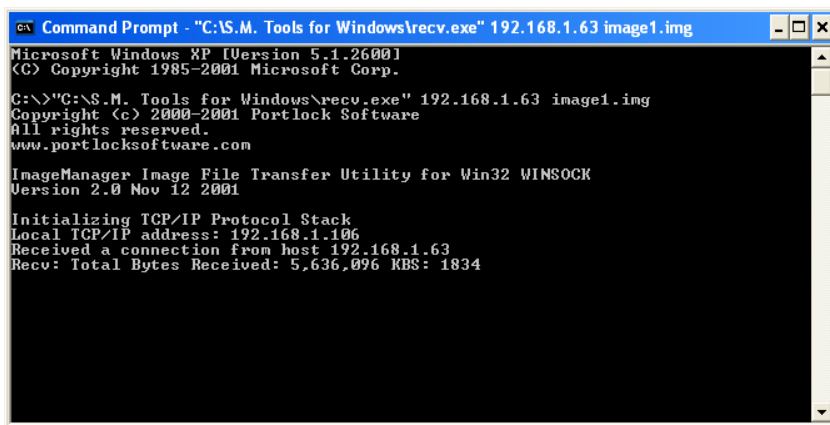 Command Prompt - "C:\S.M. Tools for Windows\recv.exe" 192.168.1.63 image1.img
Microsoft Windows XP [Version 5.1.2600]
(C) Copyright 1985-2001 Microsoft Corp.
C:\>"C:\S.M. Tools for Windows\recv.exe" 192.168.1.63 image1.img
Copyright (c) 2000-2001 Portlock Software
All rights reserved.
www.portlocksoftware.com
ImageManager Image File Transfer Utility for Win32 WINSOCK
Version 2.0 Nov 12 2001
Initializing TCP/IP Protocol Stack
Local TCP/IP address: 192.168.1.106
Received a connection from host 192.168.1.63
Recv: Total Bytes Received: 5,636,096 KBS: 1834